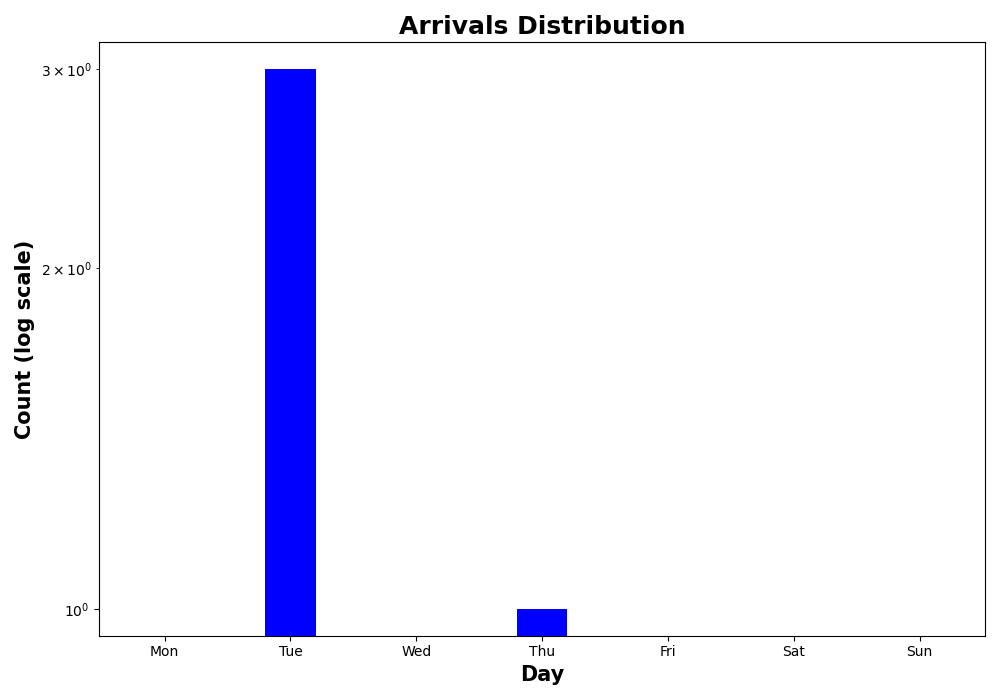 Arrivals Distribution
3 × 10⁰
2 × 10⁰
10⁰
Count (log scale)
Mon Tue Wed Thu Fri Sat Sun
Day